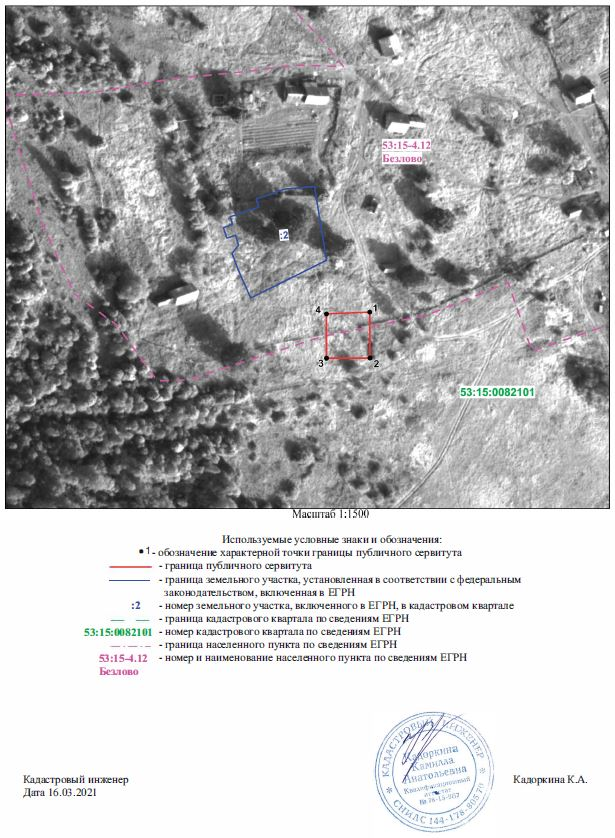 53:15-4.12
Безлово
:2
4
1
3
2
53:15:0082101
Масштаб 1:1500
Используемые условные знаки и обозначения:
1 - обозначение характерной точки границы публичного сервитута
- граница публичного сервитута
- граница земельного участка, установленная в соответствии с федеральным
законодательством, включенная в ЕГРН
:2 - номер земельного участка, включенного в ЕГРН, в кадастровом квартале
- граница кадастрового квартала по сведениям ЕГРН
53:15:0082101 - номер кадастрового квартала по сведениям ЕГРН
- граница населенного пункта по сведениям ЕГРН
53:15-4.12 - номер и наименование населенного пункта по сведениям ЕГРН
Безлово
КАДАСТРОВЫЙ ИНЖЕНЕР
Кадоркина
Камилла
Анатольевна
Квалификационный
аттестат
СНИЛС 144-178-805 70
Кадастровый инженер
Кадоркина К.А.
Дата 16.03.2021